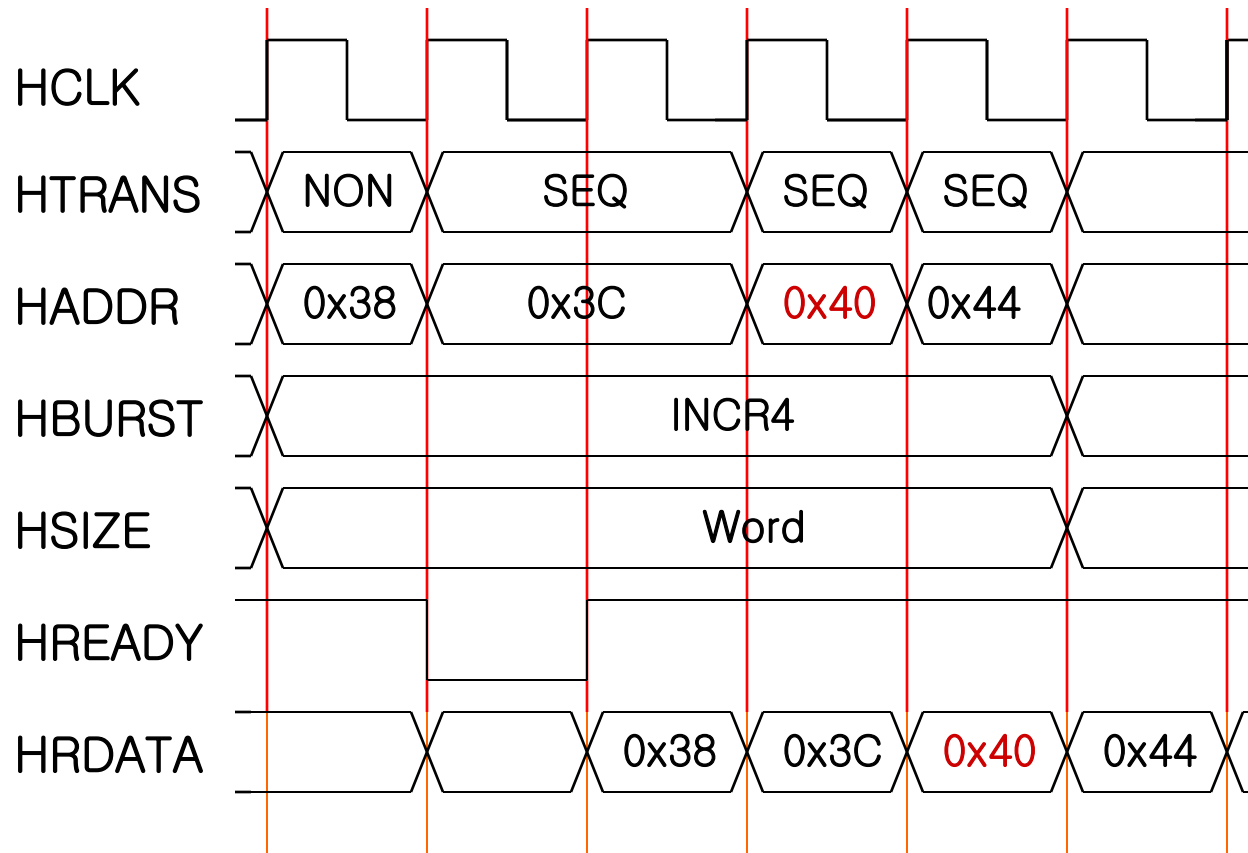 HCLK
HTRANS NON SEQ SEQ SEQ
HADDR 0x38 0x3C 0x40 0x44
HBURST INCR4
HSIZE Word
HREADY
HRDATA 0x38 0x3C 0x40 0x44